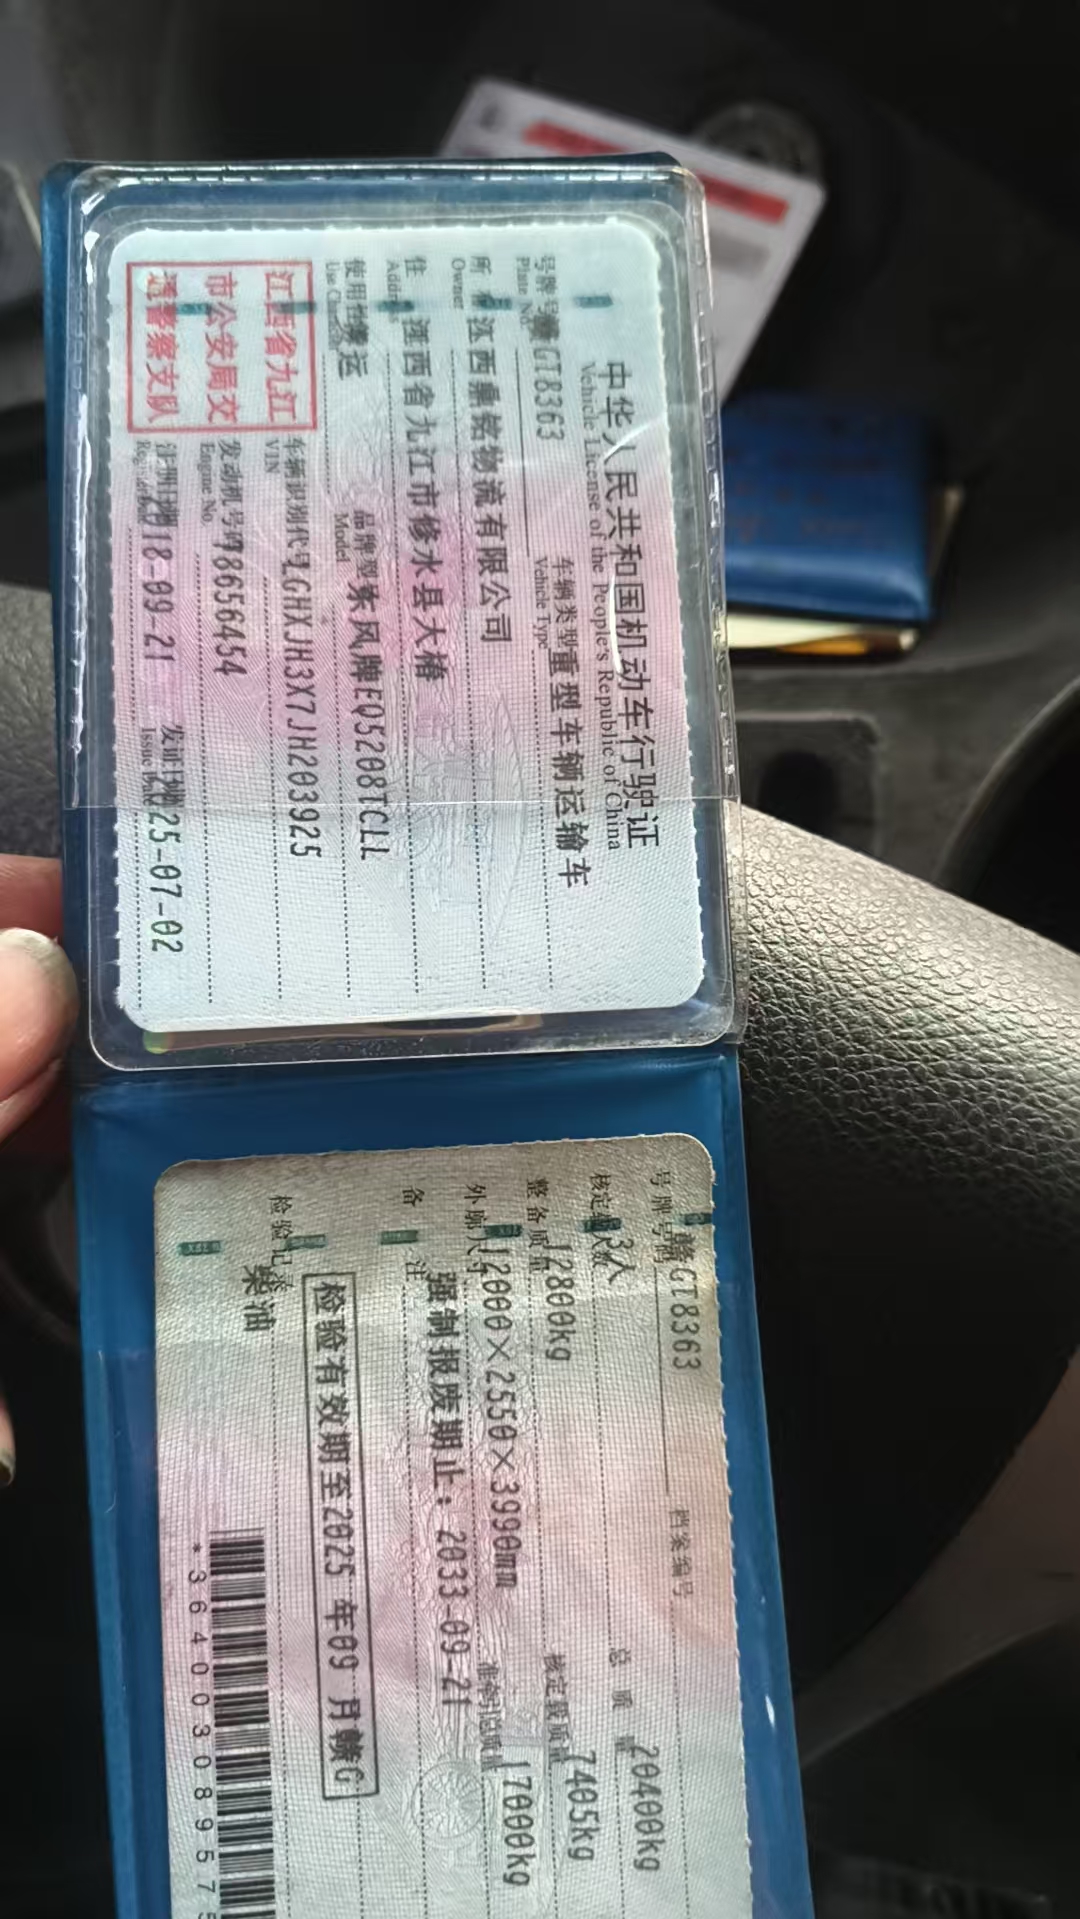 中华人民共和国机动车行驶证
Vehicle License of the People's Republic of China
号牌号码 赣GT8363 车辆类型 重型车辆运输车
Plate No. Vehicle Type
所有人 江西鼎铭物流有限公司
Owner
住址 江西省九江市修水县大椿
Address
使用性质 货运 品牌型号 东风牌EQ5208TCLL
Use Character Model
江西省九江
市公安局交
通警察支队
车辆识别代号 LGHXJH3X7JH203925
VIN
发动机号码 78656454
Engine No.
注册日期 2018-09-21 发证日期 2025-07-02
Register Date Issue Date
号牌号码 赣GT8363 档案编号
核定载人数 3人 总质量 20400kg
整备质量 12800kg 核定载质量 7405kg
外廓尺寸 12000×2550×3990mm 准牵引总质量 17000kg
备注 强制报废期止：2033-09-21
检验有效期至2025年09月赣G
检验记录
柴油
*364003089575